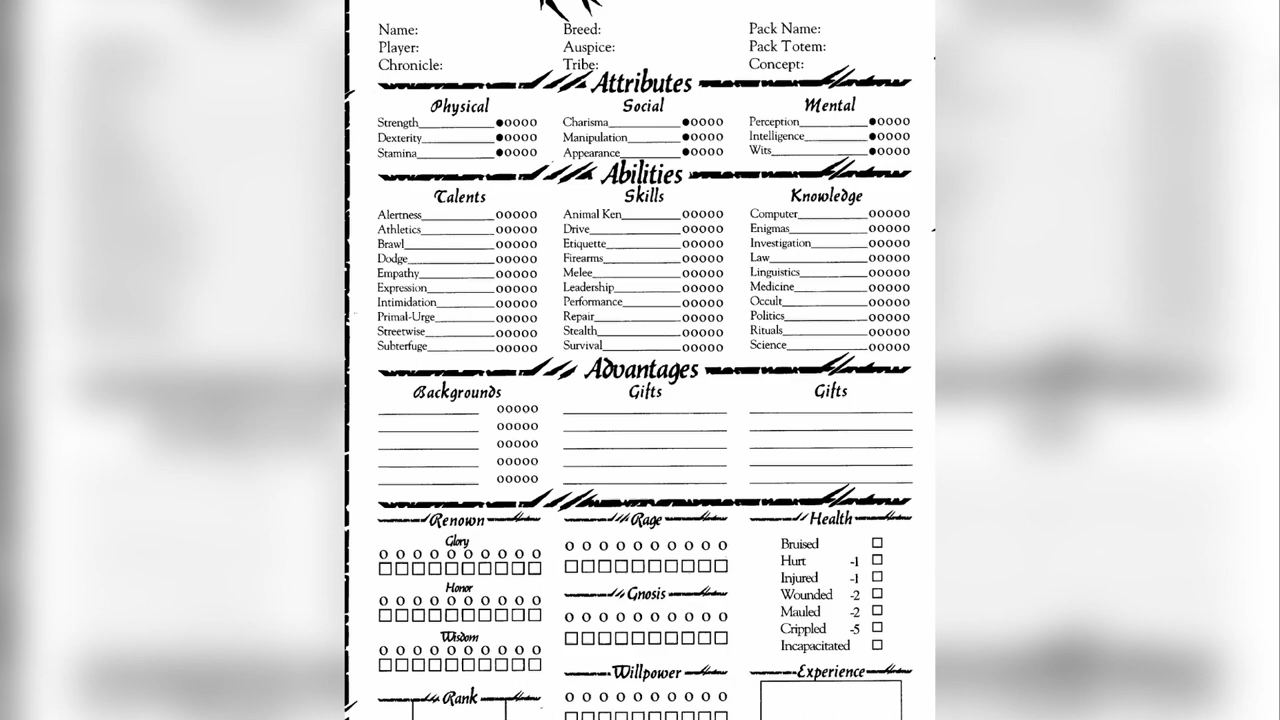 Name: Breed: Pack Name:
Player: Auspice: Pack Totem:
Chronicle: Tribe: Concept:
Attributes
Physical Social Mental
Strength Charisma Perception
Dexterity Manipulation Intelligence
Stamina Appearance Wits
Abilities
Talents Skills Knowledge
Alertness Animal Ken Computer
Athletics Drive Enigmas
Brawl Etiquette Investigation
Dodge Firearms Law
Empathy Melee Linguistics
Expression Leadership Medicine
Intimidation Performance Occult
Primal-Urge Repair Politics
Streetwise Stealth Rituals
Subterfuge Survival Science
Advantages
Backgrounds Gifts Gifts
Renown Rage Health
Glory
Bruised
Hurt -1
Injured -1
Honor Gnosis Wounded -2
Mauled -2
Crippled -5
Wisdom
Incapacitated
Willpower Experience
Rank